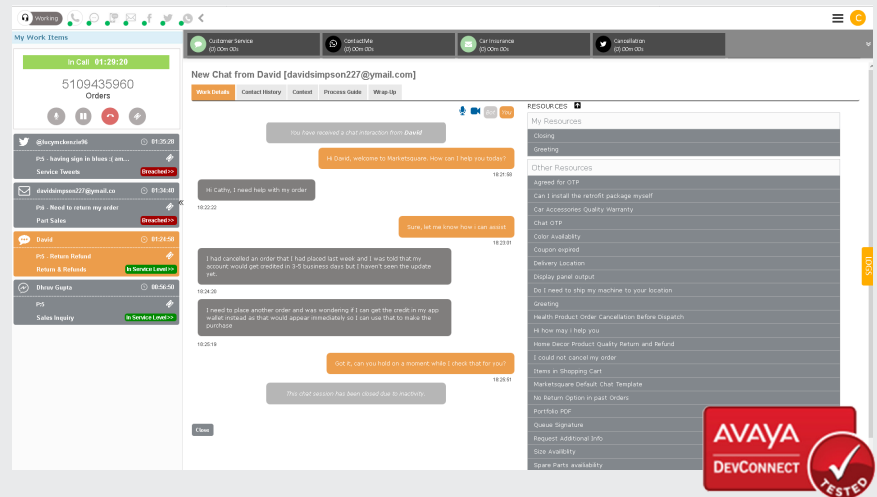 Working
C
My Work Items
Customer Service
(0) 00m 00s
ContactMe
(0) 00m 00s
Car Insurance
(0) 00m 00s
Cancellation
(0) 00m 00s
In Call 01:29:20
5109435960
Orders
@lucymckenzie96 01:35:28
P:5 - having sign in blues :( am...
Service Tweets Breached>>
davidsimpson227@ymail.co 01:34:40
P:5 - Need to return my order
Part Sales Breached>>
David 01:24:50
P:5 - Return Refund
Return & Refunds In Service Level>>
Dhruv Gupta 00:56:50
P:5
Sales Inquiry In Service Level>>
New Chat from David [davidsimpson227@ymail.com]
Work Details Contact History Context Process Guide Wrap-Up
You
You have received a chat interaction from David
Hi David, welcome to Marketsquare. How can I help you today?
18:21:58
Hi Cathy, I need help with my order
18:22:22
Sure, let me know how i can assist
18:23:01
I had cancelled an order that I had placed last week and I was told that my
account would get credited in 3-5 business days but I haven't seen the update
yet.
18:24:20
I need to place another order and was wondering if I can get the credit in my app
wallet instead as that would appear immediately so I can use that to make the
purchase
18:25:19
Got it, can you hold on a moment while I check that for you?
18:25:51
This chat session has been closed due to inactivity.
Close
RESOURCES
My Resources
Closing
Greeting
Other Resources
Agreed for OTP
Can I install the retrofit package myself
Car Accessories Quality Warranty
Chat OTP
Color Availablity
Coupon expired
Delivery Location
Display panel output
Do I need to ship my machine to your location
Greeting
Health Product Order Cancellation Before Dispatch
Hi how may i help you
Home Decor Product Quality Return and Refund
I could not cancel my order
Items in Shopping Cart
Marketsquare Default Chat Template
No Return Option in past Orders
Portfolio PDF
Queue Signature
Request Additional Info
Size Availiblity
Spare Parts availability
LOGS
AVAYA
DEVCONNECT
TESTED